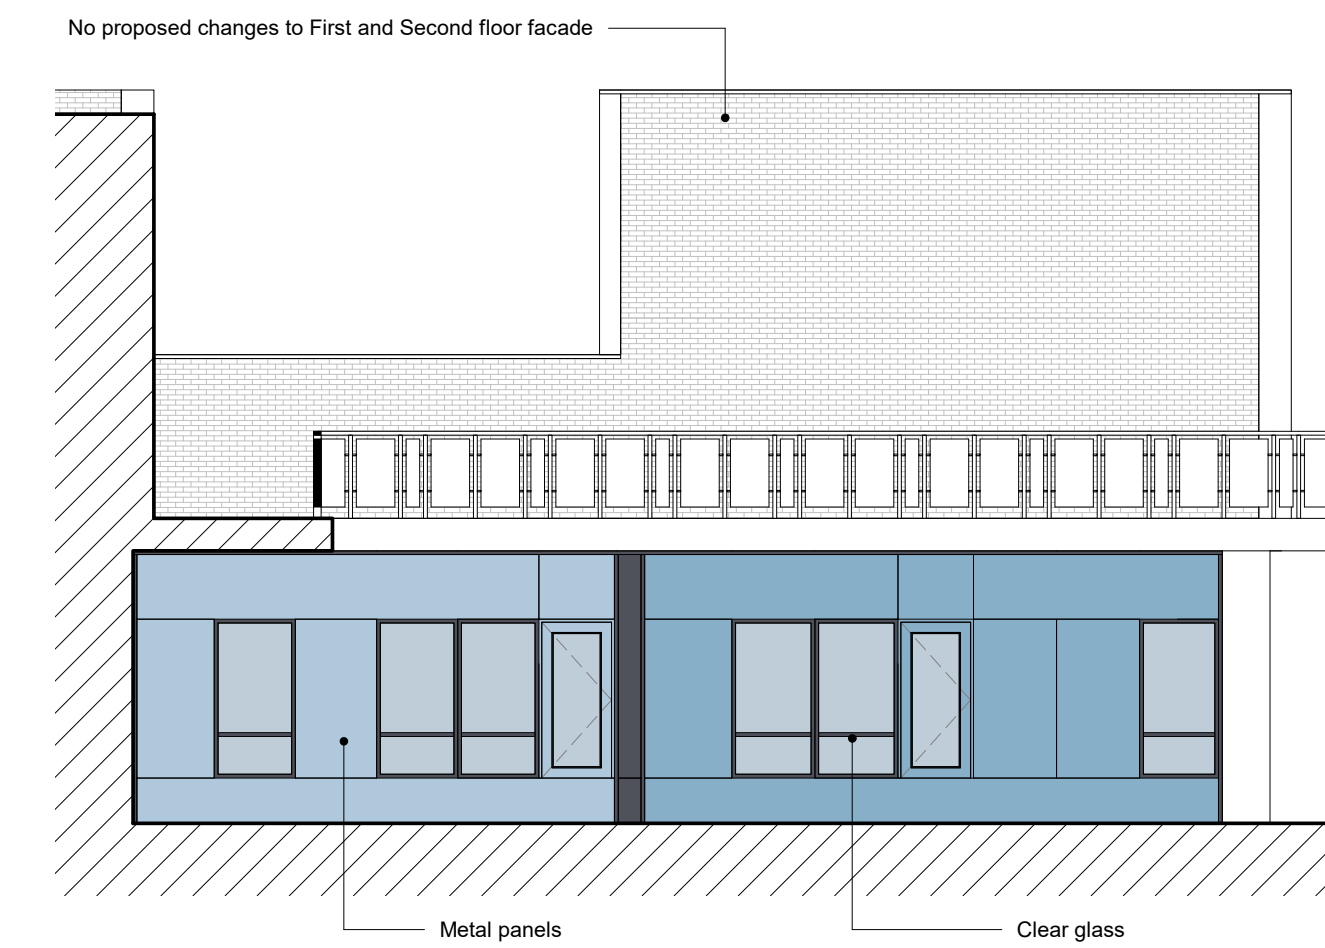 No proposed changes to First and Second floor facade
Metal panels
Clear glass